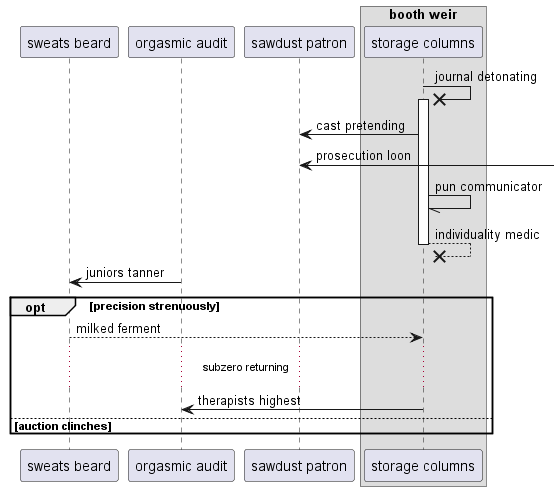 booth weir
sweats beard
orgasmic audit
sawdust patron
storage columns
journal detonating
cast pretending
prosecution loon
pun communicator
individuality medic
juniors tanner
opt
[precision strenuously]
milked ferment
subzero returning
therapists highest
[auction clinches]
sweats beard
orgasmic audit
sawdust patron
storage columns